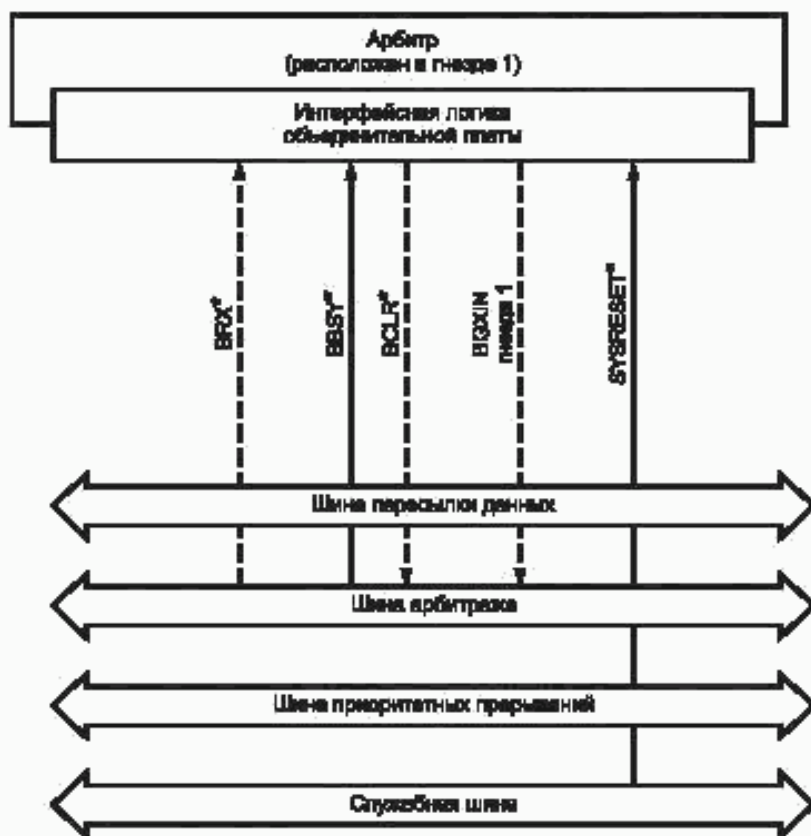 Арбитр
(расположен в гнезде 1)
Интерфейсная логика
объединительной платы
BRX*
BBSY*
BCLR*
BGXIN
гнезда 1
SYSRESET*
Шина пересылки данных
Шина арбитража
Шина приоритетных прерываний
Служебная шина